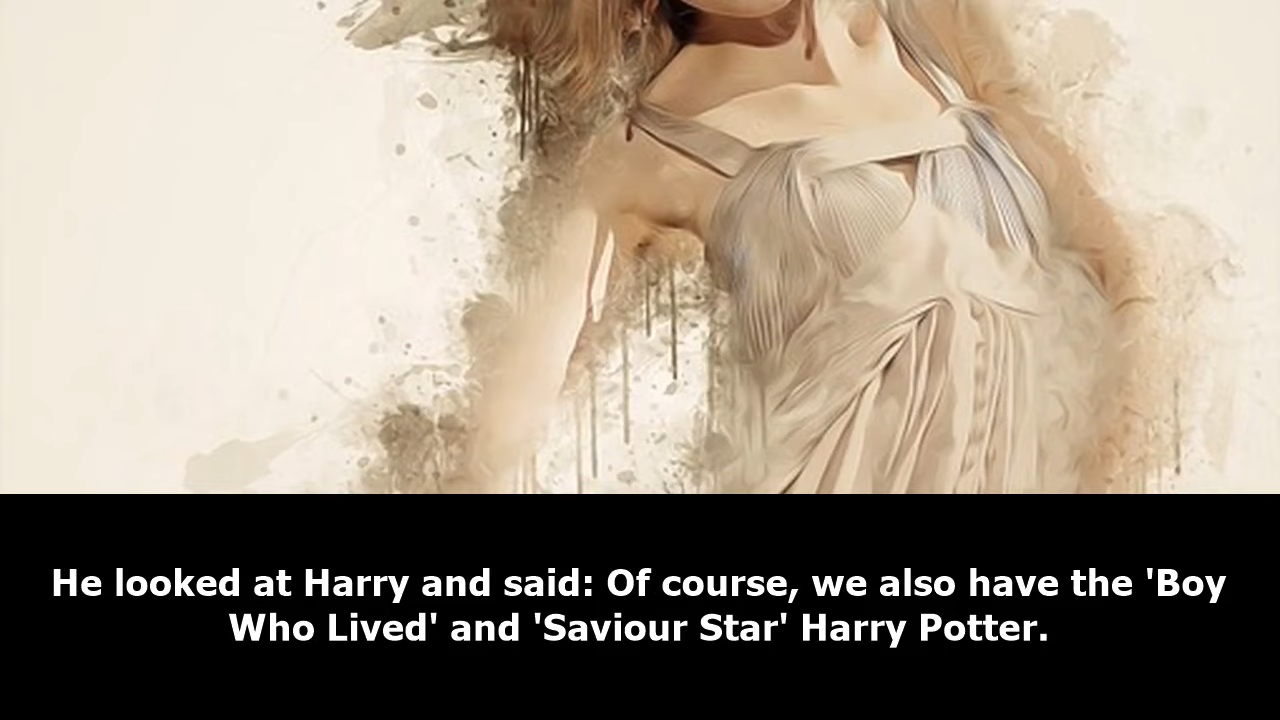 He looked at Harry and said: Of course, we also have the 'Boy
Who Lived' and 'Saviour Star' Harry Potter.